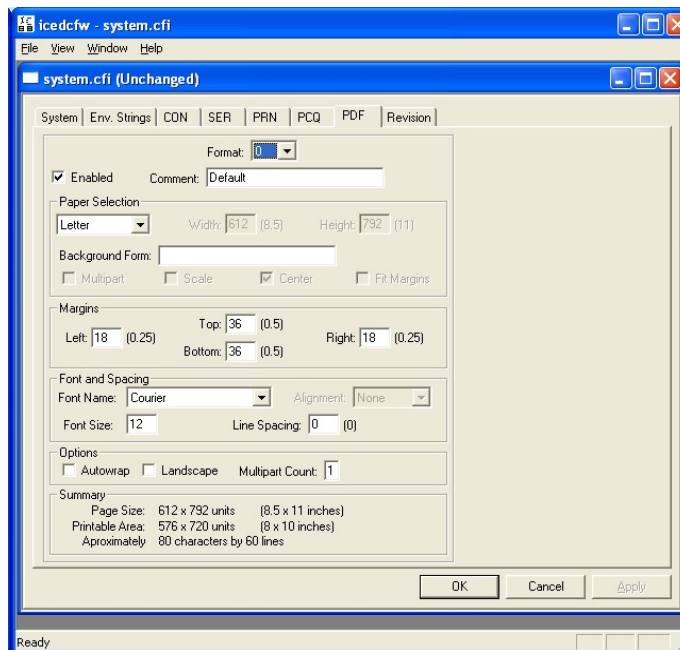 icedcfw - system.cfi
File View Window Help
system.cfi (Unchanged)
System Env. Strings CON SER PRN PCQ PDF Revision
Format: 0
Enabled Comment: Default
Paper Selection
Letter Width: 612 (8.5) Height: 792 (11)
Background Form:
Multipart Scale Center Fit Margins
Margins
Top: 36 (0.5)
Left: 18 (0.25) Right: 18 (0.25)
Bottom: 36 (0.5)
Font and Spacing
Font Name: Courier Alignment: None
Font Size: 12 Line Spacing: 0 (0)
Options
Autowrap Landscape Multipart Count: 1
Summary
Page Size: 612 x 792 units (8.5 x 11 inches)
Printable Area: 576 x 720 units (8 x 10 inches)
Aproximately 80 characters by 60 lines
OK Cancel Apply
Ready